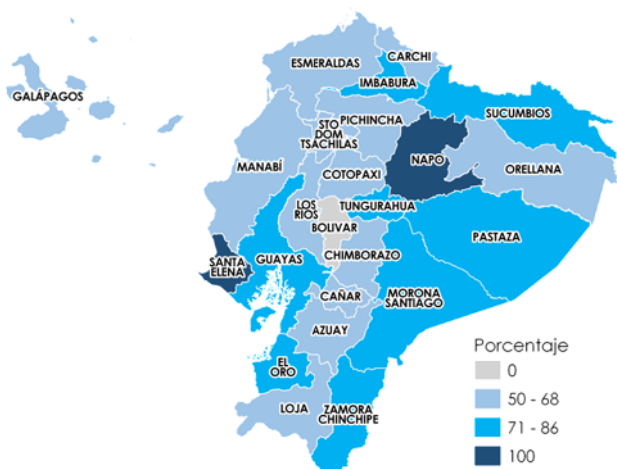 ESMERALDAS
CARCHI
IMBABURA
GALÁPAGOS
SUCUMBIOS
PICHINCHA
STO
DOM
TSACHILAS
NAPO
MANABÍ
ORELLANA
COTOPAXI
LOS
RIOS
TUNGURAHUA
BOLIVAR
PASTAZA
SANTA
ELENA
GUAYAS
CHIMBORAZO
CAÑAR
MORONA
SANTIAGO
AZUAY
EL
ORO
LOJA
ZAMORA
CHINCHIPE
Porcentaje
0
50 - 68
71 - 86
100